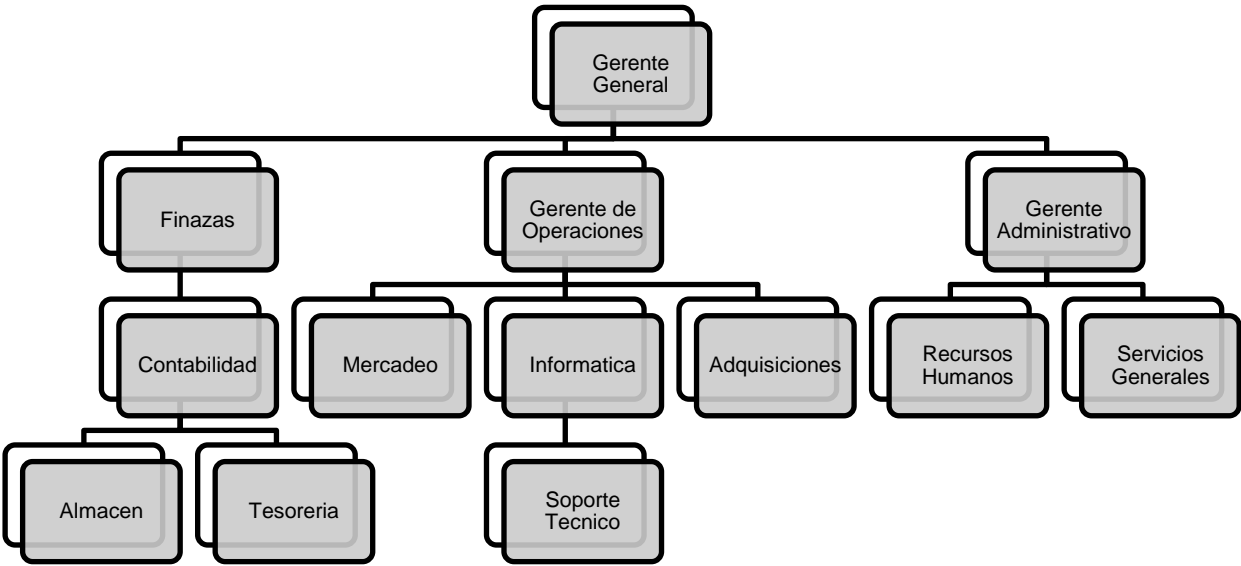 Gerente
General
Finazas
Gerente de
Operaciones
Gerente
Administrativo
Contabilidad
Mercadeo
Informatica
Adquisiciones
Recursos
Humanos
Servicios
Generales
Almacen
Tesoreria
Soporte
Tecnico